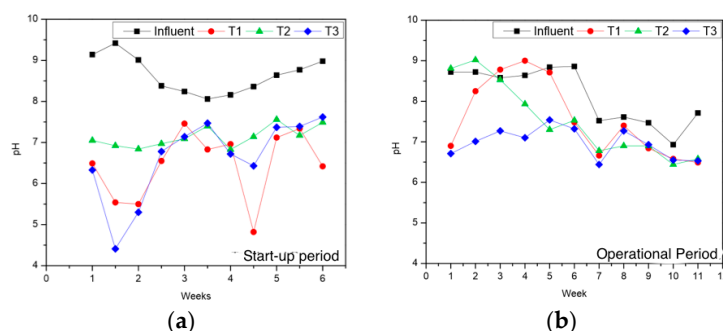 (a)
10
9
8
7
6
5
4
pH
Influent T1 T2 T3
Start-up period
0 1 2 3 4 5 6
Weeks
(b)
10
9
8
7
6
5
4
pH
Influent T1 T2 T3
Operational Period
0 1 2 3 4 5 6 7 8 9 10 11 12
Week
(a) (b)